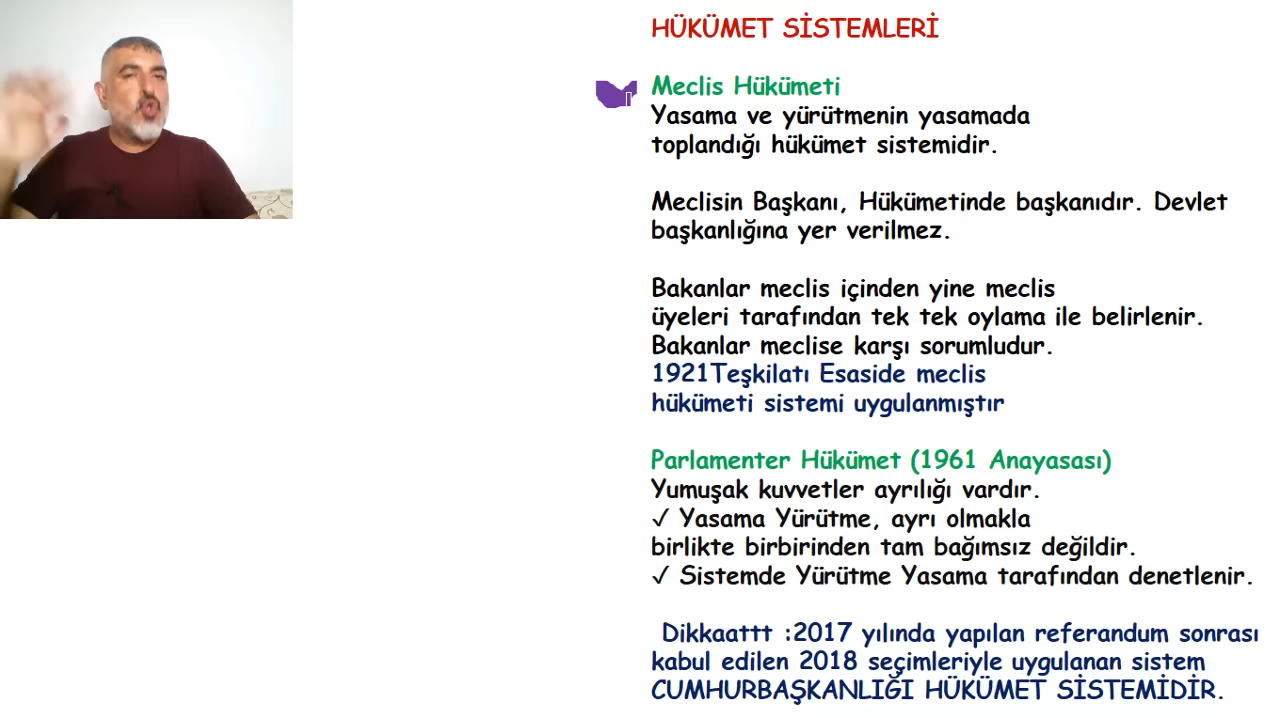 HÜKÜMET SİSTEMLERİ
Meclis Hükümeti
Yasama ve yürütmenin yasamada
toplandığı hükümet sistemidir.
Meclisin Başkanı, Hükümetinde başkanıdır. Devlet
başkanlığına yer verilmez.
Bakanlar meclis içinden yine meclis
üyeleri tarafından tek tek oylama ile belirlenir.
Bakanlar meclise karşı sorumludur.
1921Teşkilatı Esaside meclis
hükümeti sistemi uygulanmıştır
Parlamenter Hükümet (1961 Anayasası)
Yumuşak kuvvetler ayrılığı vardır.
✓ Yasama Yürütme, ayrı olmakla
birlikte birbirinden tam bağımsız değildir.
✓ Sistemde Yürütme Yasama tarafından denetlenir.
Dikkaattt :2017 yılında yapılan referandum sonrası
kabul edilen 2018 seçimleriyle uygulanan sistem
CUMHURBAŞKANLIĞI HÜKÜMET SİSTEMİDİR.